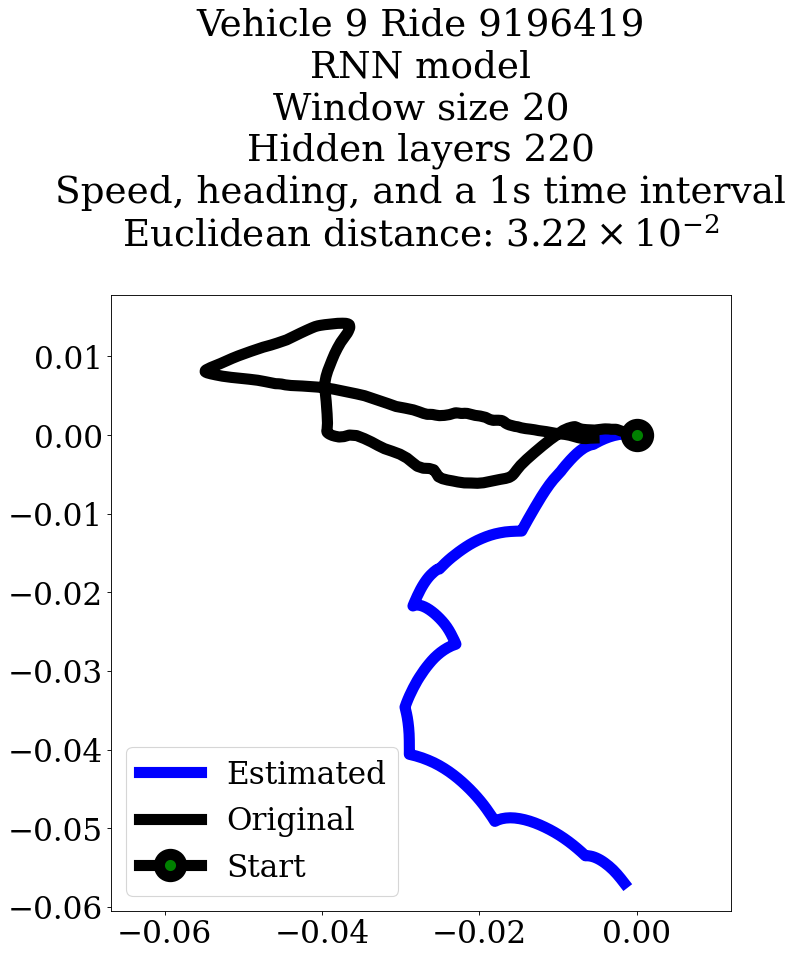 Vehicle 9 Ride 9196419
RNN model
Window size 20
Hidden layers 220
Speed, heading, and a 1s time interval
Euclidean distance: 3.22 × 10⁻²
0.01
0.00
−0.01
−0.02
−0.03
−0.04
−0.05
−0.06
Estimated
Original
Start
−0.06 −0.04 −0.02 0.00